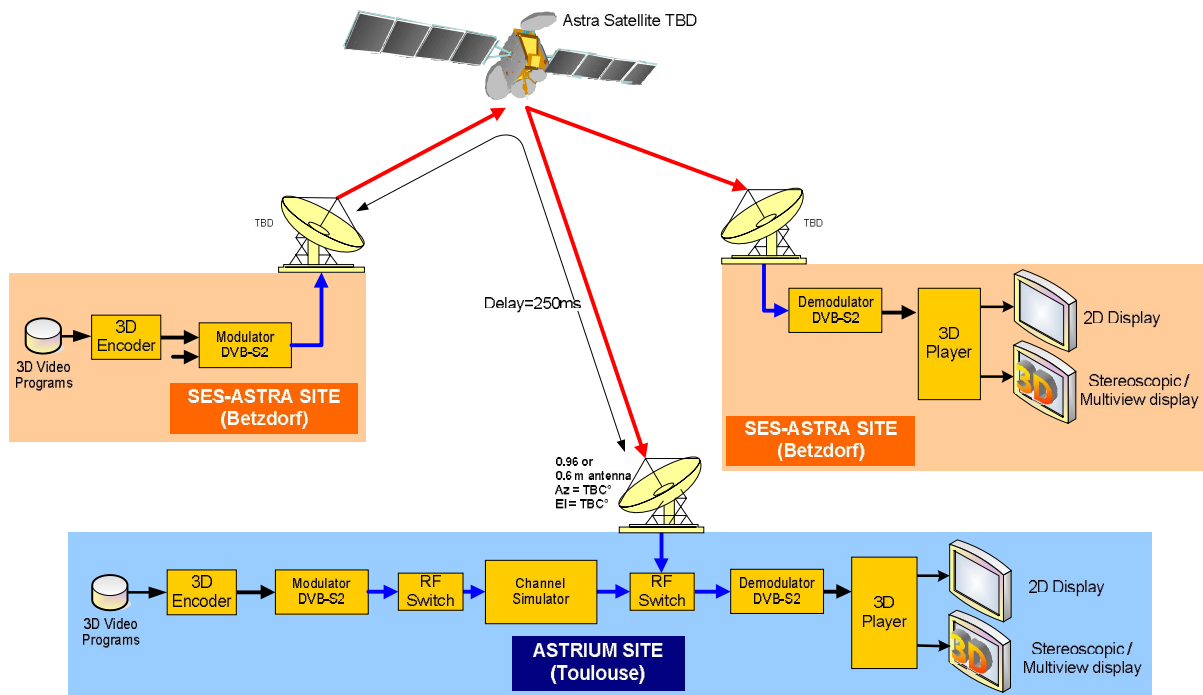 Astra Satellite TBD
TBD
TBD
Delay=250ms
3D Video
Programs
3D
Encoder
Modulator
DVB-S2
SES-ASTRA SITE
(Betzdorf)
Demodulator
DVB-S2
3D
Player
2D Display
3D
Stereoscopic /
Multiview display
SES-ASTRA SITE
(Betzdorf)
0.96 or
0.6 m antenna
Az = TBC°
El = TBC°
3D Video
Programs
3D
Encoder
Modulator
DVB-S2
RF
Switch
Channel
Simulator
RF
Switch
Demodulator
DVB-S2
3D
Player
2D Display
3D
Stereoscopic /
Multiview display
ASTRIUM SITE
(Toulouse)